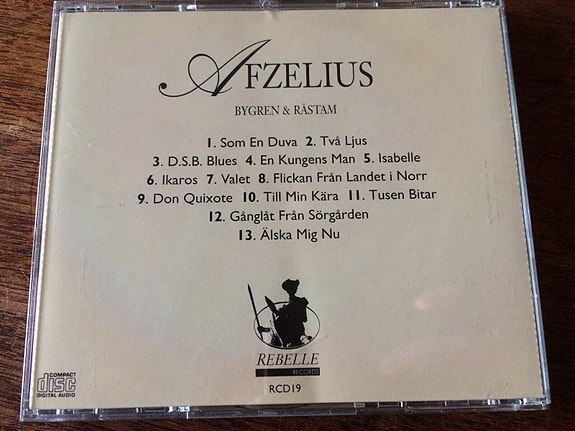 AFZELIUS
BYGREN & RÅSTAM
1. Som En Duva 2. Två Ljus
3. D.S.B. Blues 4. En Kungens Man 5. Isabelle
6. Ikaros 7. Valet 8. Flickan Från Landet i Norr
9. Don Quixote 10. Till Min Kära 11. Tusen Bitar
12. Gånglåt Från Sörgården
13. Älska Mig Nu
REBELLE
RECORDS
RCD19
COMPACT
disc
DIGITAL AUDIO